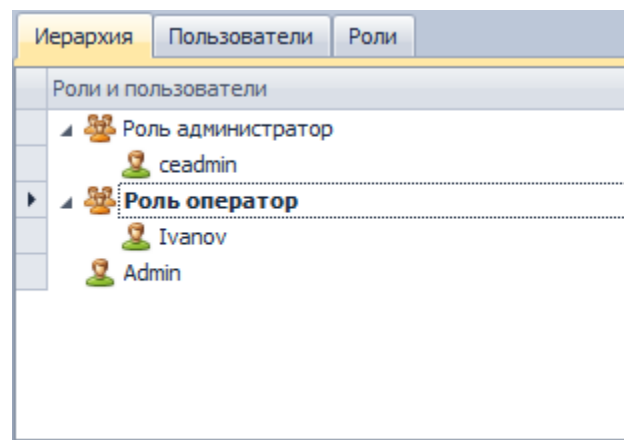 Иерархия Пользователи Роли
Роли и пользователи
Роль администратор
ceadmin
Роль оператор
Ivanov
Admin